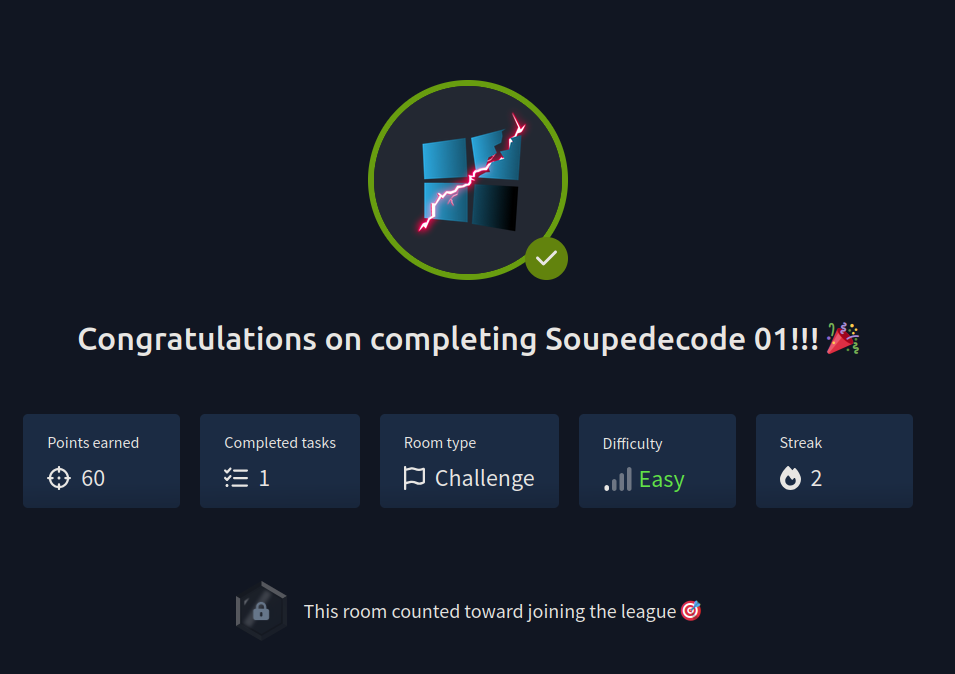 Congratulations on completing Soupedecode 01!!! 🎉
Points earned
60
Completed tasks
1
Room type
Challenge
Difficulty
Easy
Streak
2
This room counted toward joining the league 🎯